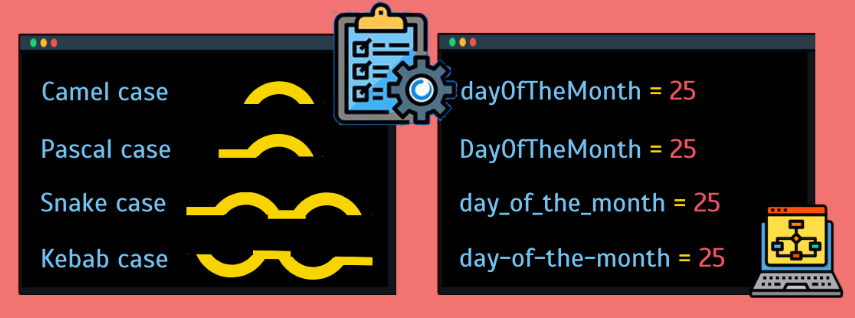 Camel case
Pascal case
Snake case
Kebab case
dayOfTheMonth = 25
DayOfTheMonth = 25
day_of_the_month = 25
day-of-the-month = 25